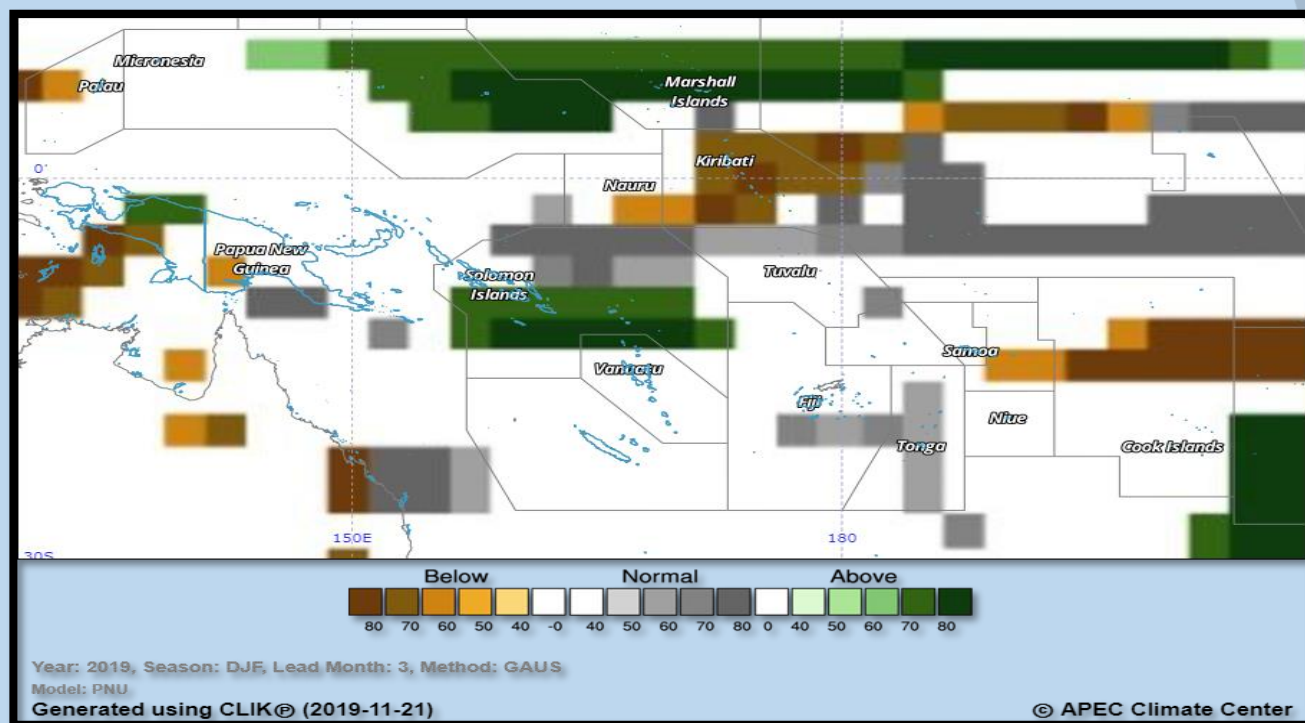 Micronesia
Palau
Marshall
Islands
0
Kiribati
Nauru
Papua New
Guinea
Solomon
Islands
Tuvalu
Samoa
Vanuatu
Fiji
Niue
Tonga
Cook Islands
150E 180
30S
Below Normal Above
80 70 60 50 40 -0 40 50 60 70 80 0 40 50 60 70 80
Year: 2019, Season: DJF, Lead Month: 3, Method: GAUS
Model: PNU
Generated using CLIK℗ (2019-11-21) © APEC Climate Center